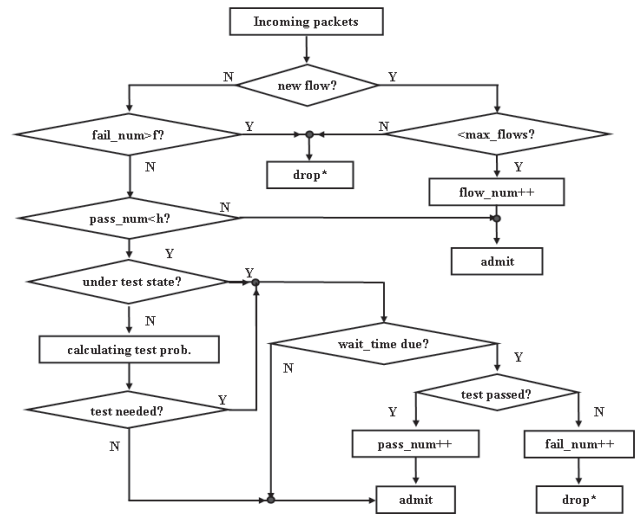 Incoming packets
N
new flow?
Y
fail_num>f?
Y
N
<max_flows?
N
drop*
Y
flow_num++
pass_num<h?
N
admit
Y
under test state?
Y
N
wait_time due?
calculating test prob.
N
Y
test needed?
Y
test passed?
Y
N
N
pass_num++
fail_num++
admit
drop*